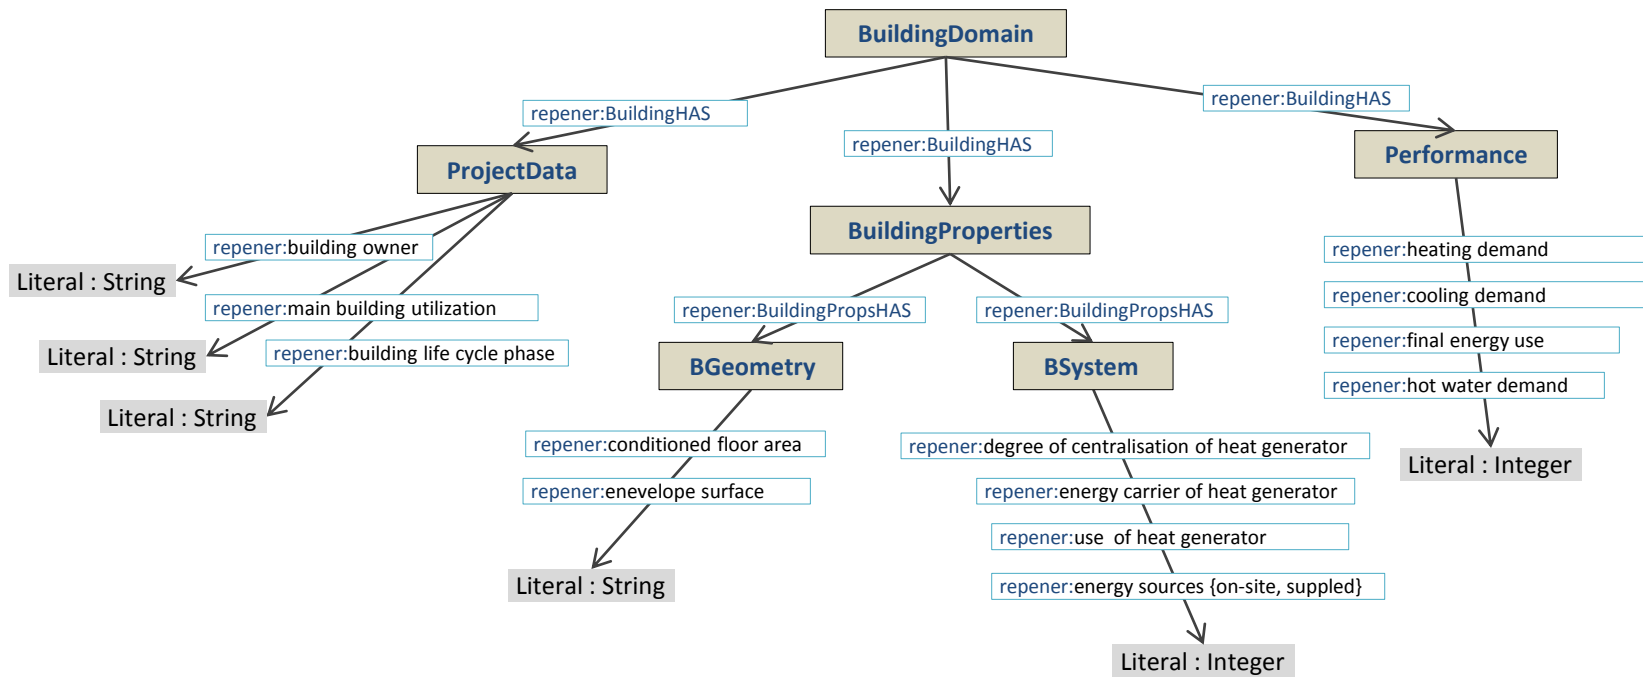 BuildingDomain
repener:BuildingHAS
repener:BuildingHAS
repener:BuildingHAS
ProjectData
Performance
BuildingProperties
repener:building owner
Literal : String
repener:main building utilization
Literal : String
repener:building life cycle phase
Literal : String
repener:BuildingPropsHAS
repener:BuildingPropsHAS
BGeometry
BSystem
repener:heating demand
repener:cooling demand
repener:final energy use
repener:hot water demand
Literal : Integer
repener:conditioned floor area
repener:enevelope surface
Literal : String
repener:degree of centralisation of heat generator
repener:energy carrier of heat generator
repener:use  of heat generator
repener:energy sources {on-site, suppled}
Literal : Integer